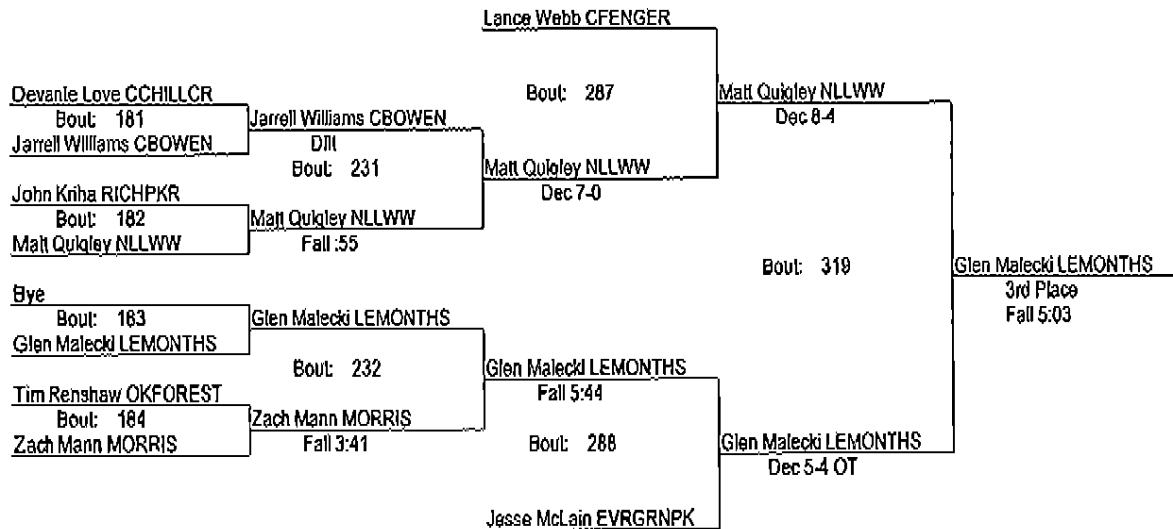 Lance Webb CFENGER
Bout: 287
Devante Love CCHILLCR
Bout: 181
Jarrell Williams CBOWEN
Jarrell Williams CBOWEN
Dflt
Bout: 231
Matt Quigley NLLWW
Dec 8-4
Matt Quigley NLLWW
Dec 7-0
John Kriha RICHPKR
Bout: 182
Matt Quigley NLLWW
Matt Quigley NLLWW
Fall :55
Bout: 319
Glen Malecki LEMONTHS
3rd Place
Fall 5:03
Bye
Bout: 183
Glen Malecki LEMONTHS
Glen Malecki LEMONTHS
Bout: 232
Glen Malecki LEMONTHS
Fall 5:44
Tim Renshaw OKFOREST
Bout: 184
Zach Mann MORRIS
Zach Mann MORRIS
Fall 3:41
Bout: 288
Glen Malecki LEMONTHS
Dec 5-4 OT
Jesse McLain EVRGRNPK